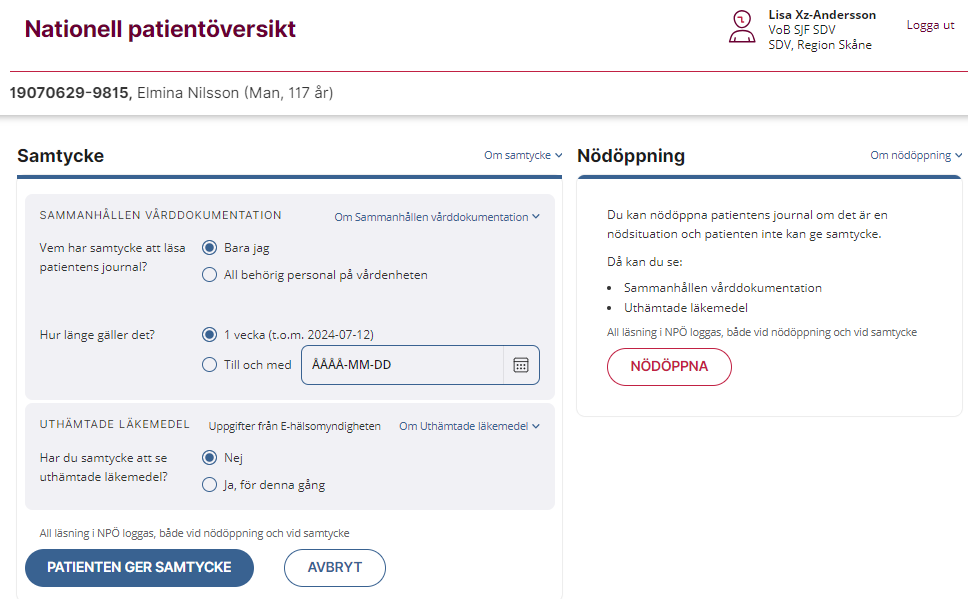 Nationell patientöversikt
Lisa Xz-Andersson
VoB SJF SDV
SDV, Region Skåne
Logga ut
19070629-9815, Elmina Nilsson (Man, 117 år)
Samtycke
Om samtycke
SAMMANHÅLLEN VÅRDDOKUMENTATION
Om Sammanhållen vårddokumentation
Vem har samtycke att läsa
patientens journal?
Bara jag
All behörig personal på vårdenheten
Hur länge gäller det?
1 vecka (t.o.m. 2024-07-12)
Till och med
ÅÅÅÅ-MM-DD
UTHÄMTADE LÄKEMEDEL
Uppgifter från E-hälsomyndigheten
Om Uthämtade läkemedel
Har du samtycke att se
uthämtade läkemedel?
Nej
Ja, för denna gång
All läsning i NPÖ loggas, både vid nödöppning och vid samtycke
PATIENTEN GER SAMTYCKE
AVBRYT
Nödöppning
Om nödöppning
Du kan nödöppna patientens journal om det är en
nödsituation och patienten inte kan ge samtycke.
Då kan du se:
• Sammanhållen vårddokumentation
• Uthämtade läkemedel
All läsning i NPÖ loggas, både vid nödöppning och vid samtycke
NÖDÖPPNA